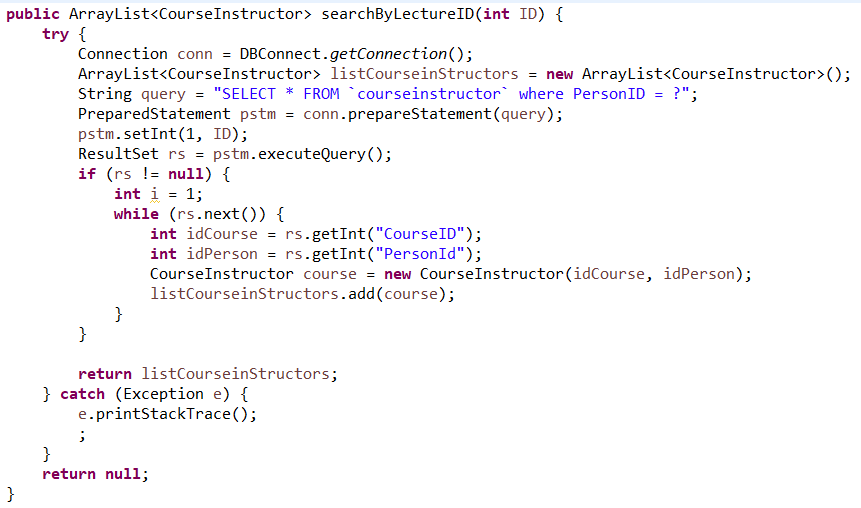 public ArrayList<CourseInstructor> searchByLectureID(int ID) {
    try {
        Connection conn = DBConnect.getConnection();
        ArrayList<CourseInstructor> listCourseinStructors = new ArrayList<CourseInstructor>();
        String query = "SELECT * FROM `courseinstructor` where PersonID = ?";
        PreparedStatement pstm = conn.prepareStatement(query);
        pstm.setInt(1, ID);
        ResultSet rs = pstm.executeQuery();
        if (rs != null) {
            int i = 1;
            while (rs.next()) {
                int idCourse = rs.getInt("CourseID");
                int idPerson = rs.getInt("PersonId");
                CourseInstructor course = new CourseInstructor(idCourse, idPerson);
                listCourseinStructors.add(course);
            }
        }

        return listCourseinStructors;
    } catch (Exception e) {
        e.printStackTrace();
        ;
    }
    return null;
}